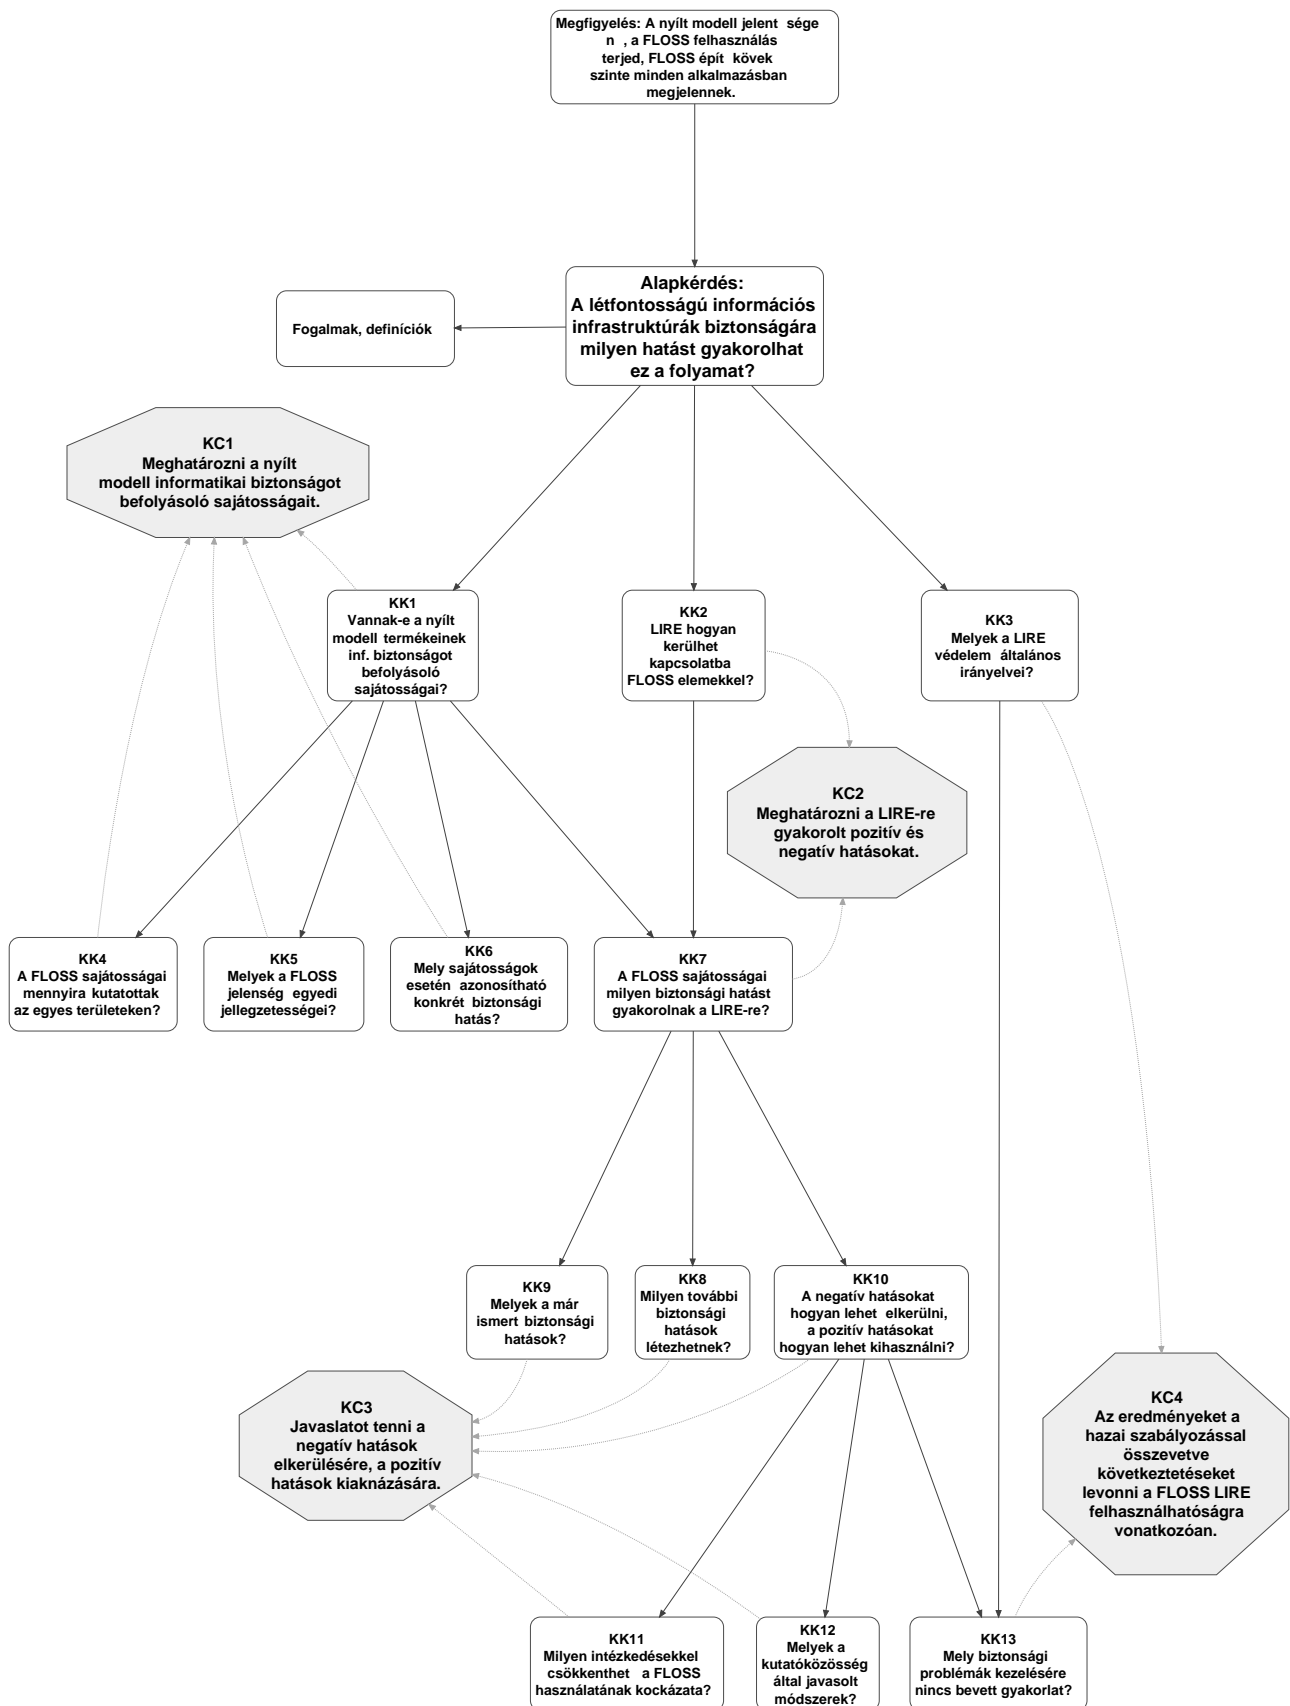 Megfigyelés: A nyílt modell jelent sége
n , a FLOSS felhasználás
terjed, FLOSS épít kövek
szinte minden alkalmazásban
megjelennek.
Alapkérdés:
A létfontosságú információs
infrastruktúrák biztonságára
milyen hatást gyakorolhat
ez a folyamat?
Fogalmak, definíciók
KC1
Meghatározni a nyílt
modell informatikai biztonságot
befolyásoló sajátosságait.
KK1
Vannak-e a nyílt
modell termékeinek
inf. biztonságot
befolyásoló
sajátosságai?
KK2
LIRE hogyan
kerülhet
kapcsolatba
FLOSS elemekkel?
KK3
Melyek a LIRE
védelem általános
irányelvei?
KC2
Meghatározni a LIRE-re
gyakorolt pozitív és
negatív hatásokat.
KK4
A FLOSS sajátosságai
mennyira kutatottak
az egyes területeken?
KK5
Melyek a FLOSS
jelenség egyedi
jellegzetességei?
KK6
Mely sajátosságok
esetén azonosítható
konkrét biztonsági
hatás?
KK7
A FLOSS sajátosságai
milyen biztonsági hatást
gyakorolnak a LIRE-re?
KK9
Melyek a már
ismert biztonsági
hatások?
KK8
Milyen további
biztonsági
hatások
létezhetnek?
KK10
A negatív hatásokat
hogyan lehet elkerülni,
a pozitív hatásokat
hogyan lehet kihasználni?
KC3
Javaslatot tenni a
negatív hatások
elkerülésére, a pozitív
hatások kiaknázására.
KC4
Az eredményeket a
hazai szabályozással
összevetve
következtetéseket
levonni a FLOSS LIRE
felhasználhatóságra
vonatkozóan.
KK11
Milyen intézkedésekkel
csökkenthet a FLOSS
használatának kockázata?
KK12
Melyek a
kutatóközösség
által javasolt
módszerek?
KK13
Mely biztonsági
problémák kezelésére
nincs bevett gyakorlat?